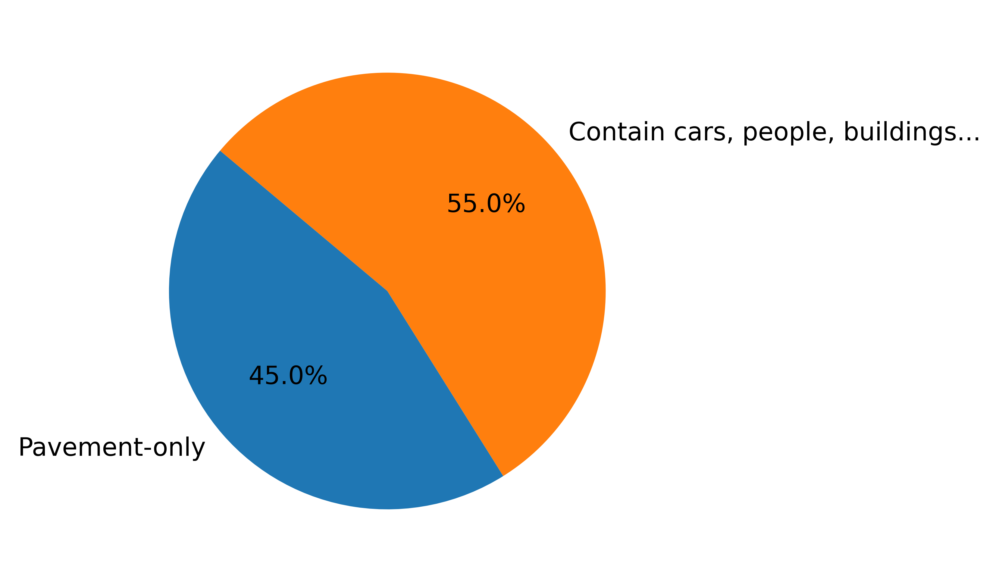 Contain cars, people, buildings...
55.0%
45.0%
Pavement-only